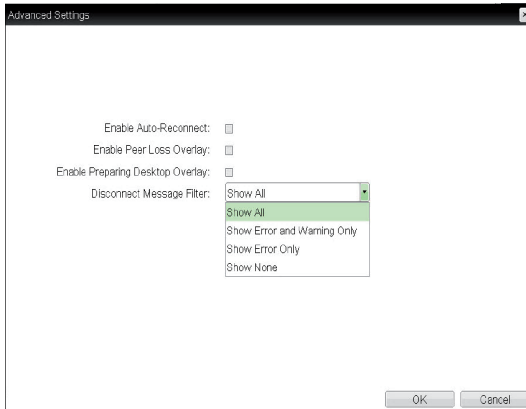 Advanced Settings
Enable Auto-Reconnect:
Enable Peer Loss Overlay:
Enable Preparing Desktop Overlay:
Disconnect Message Filter: Show All
Show All
Show Error and Warning Only
Show Error Only
Show None
OK Cancel